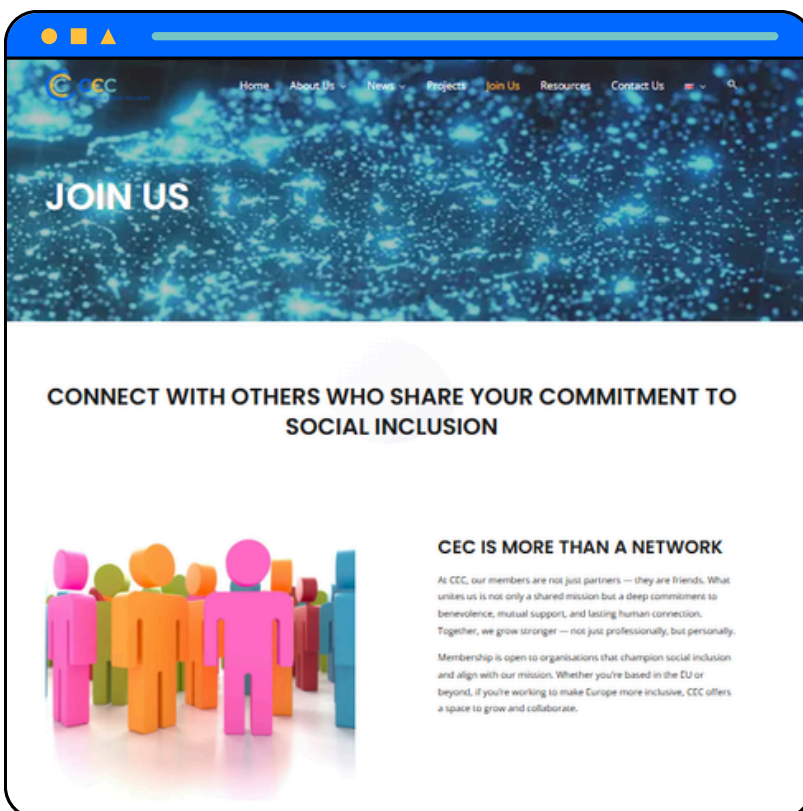 CEC
Home About Us News Projects Join Us Resources Contact Us
JOIN US
CONNECT WITH OTHERS WHO SHARE YOUR COMMITMENT TO
SOCIAL INCLUSION
CEC IS MORE THAN A NETWORK
At CEC, our members are not just partners — they are friends. What
unites us is not only a shared mission but a deep commitment to
benevolence, mutual support, and lasting human connection.
Together, we grow stronger — not just professionally, but personally.
Membership is open to organisations that champion social inclusion
and align with our mission. Whether you're based in the EU or
beyond, if you're working to make Europe more inclusive, CEC offers
a space to grow and collaborate.